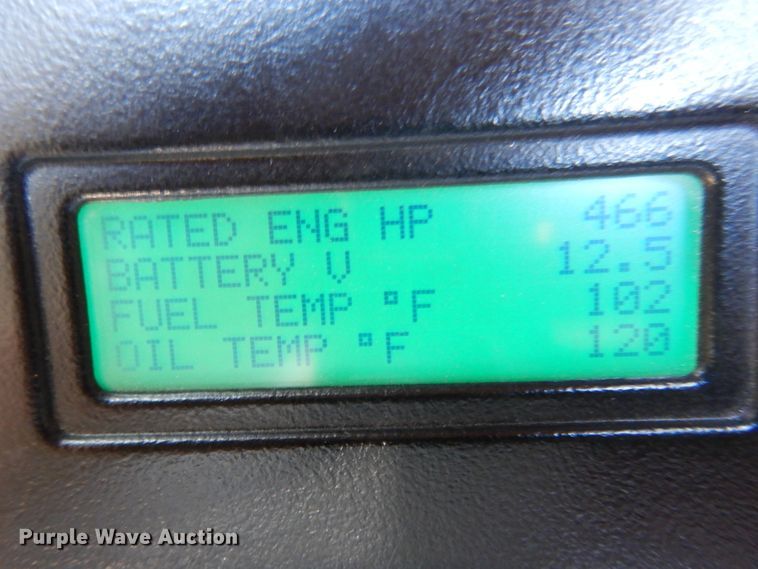 RATED ENG HP 466
BATTERY V 12.5
FUEL TEMP °F 102
OIL TEMP °F 120
Purple Wave Auction